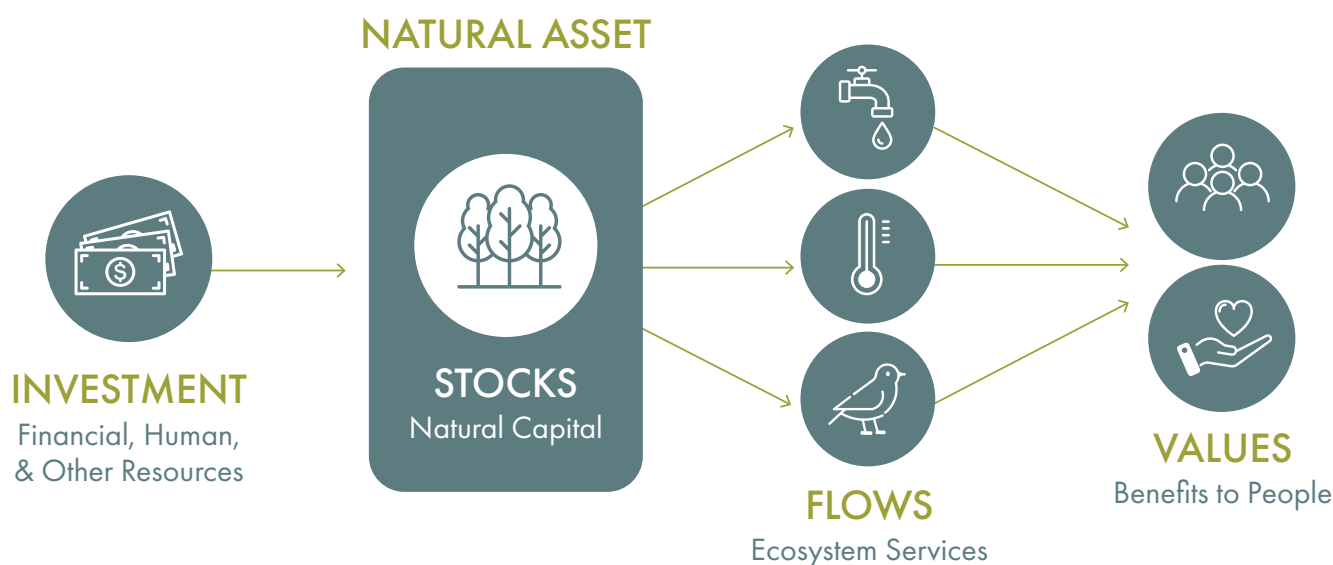 NATURAL ASSET
INVESTMENT
Financial, Human,
& Other Resources
$
STOCKS
Natural Capital
FLOWS
Ecosystem Services
VALUES
Benefits to People